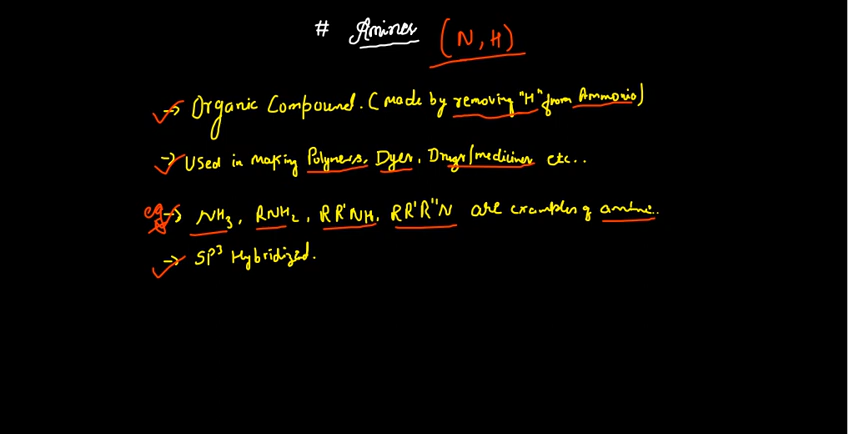 # Amines (N, H)
→ Organic Compound. (Made by removing "H" from Ammonia)
→ Used in making Polymers, Dyes, Drugs/medicines etc..
eg → NH₃, RNH₂, RR'NH, RR'R''N are examples of amine..
→ SP³ Hybridized.